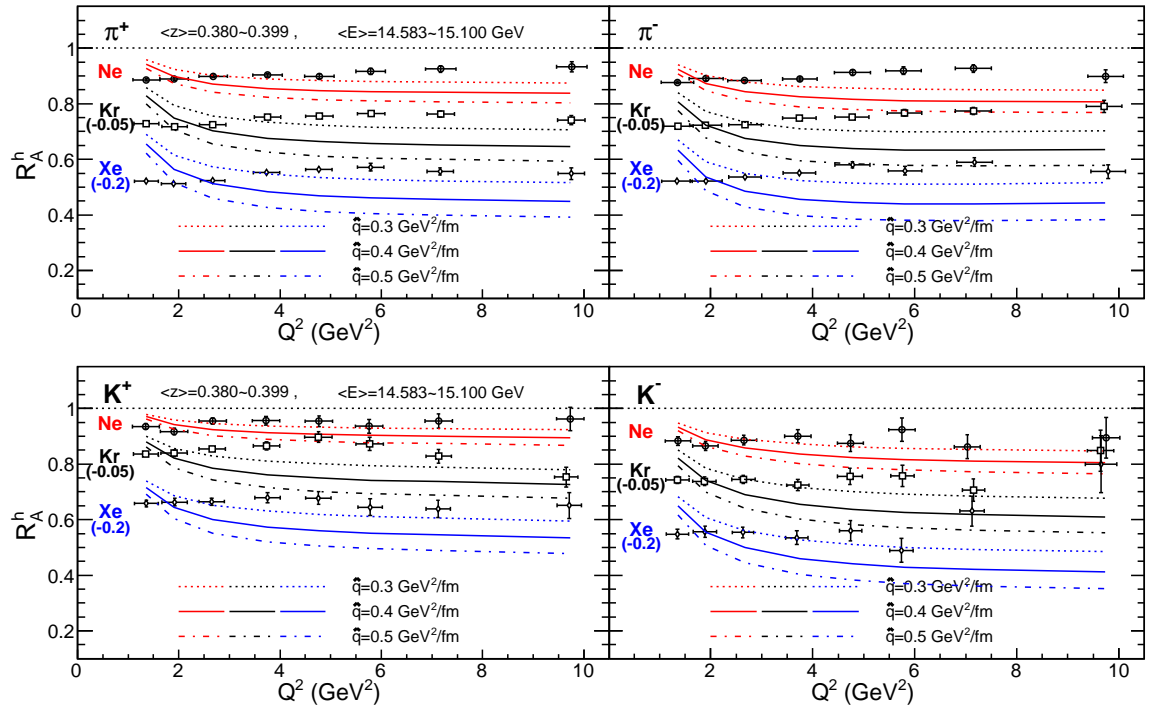 π⁺ <z>=0.380~0.399 , <E>=14.583~15.100 GeV
Ne
Kr
(-0.05)
Xe
(-0.2)
q̂=0.3 GeV²/fm
q̂=0.4 GeV²/fm
q̂=0.5 GeV²/fm
R_A^h
1
0.8
0.6
0.4
0.2
0 2 4 6 8 10
Q² (GeV²)
π⁻
q̂=0.3 GeV²/fm
q̂=0.4 GeV²/fm
q̂=0.5 GeV²/fm
2 4 6 8 10
Q² (GeV²)
K⁺ <z>=0.380~0.399 , <E>=14.583~15.100 GeV
Ne
Kr
(-0.05)
Xe
(-0.2)
q̂=0.3 GeV²/fm
q̂=0.4 GeV²/fm
q̂=0.5 GeV²/fm
R_A^h
1
0.8
0.6
0.4
0.2
0 2 4 6 8 10
Q² (GeV²)
K⁻
Ne
Kr
(-0.05)
Xe
(-0.2)
q̂=0.3 GeV²/fm
q̂=0.4 GeV²/fm
q̂=0.5 GeV²/fm
2 4 6 8 10
Q² (GeV²)
Ne
Kr
(-0.05)
Xe
(-0.2)